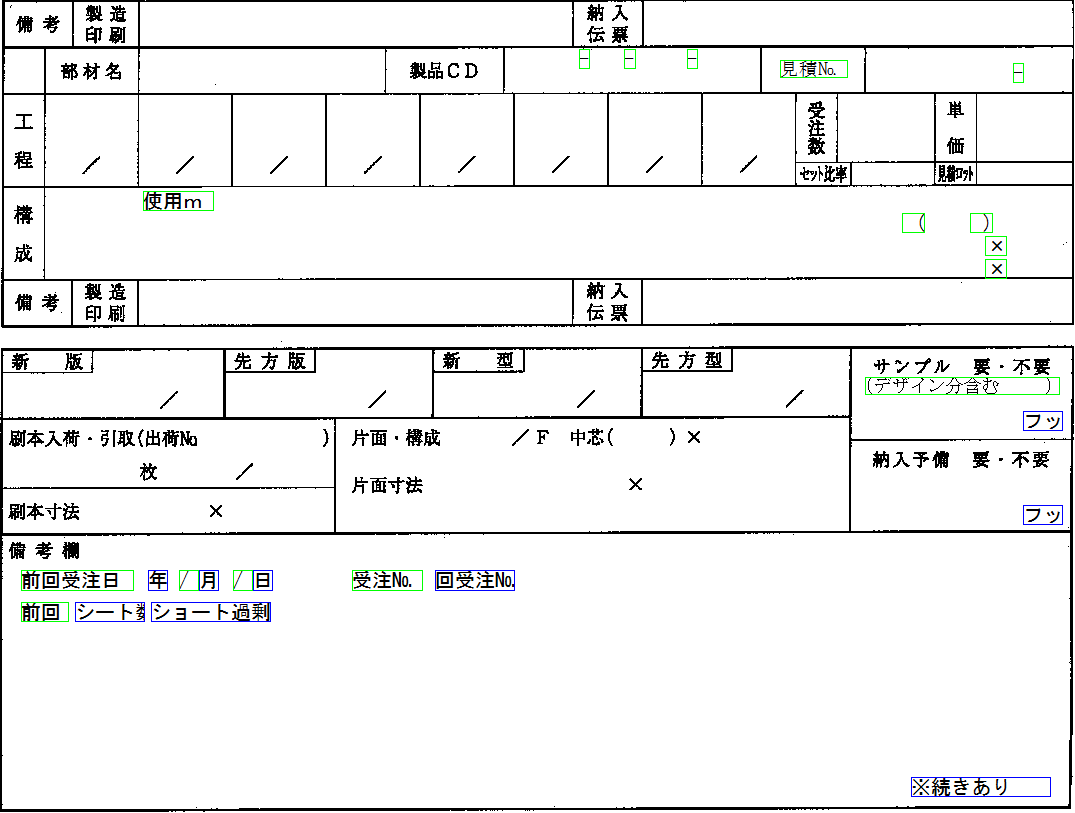 備考 製造印刷 納入伝票
部材名 製品CD － － － 見積No. －
工程 ／ ／ ／ ／ ／ ／ ／ ／ 受注数 単価
セット比率 見積ロット
構成 使用m
( )
×
×
備考 製造印刷 納入伝票
新版 先方版 新型 先方型 サンプル 要・不要
／ ／ ／ ／ (デザイン分含む )
フッ
刷本入荷・引取(出荷No ) 片面・構成 ／F 中芯( )×
枚 ／ 納入予備 要・不要
片面寸法 ×
刷本寸法 × フッ
備考欄
前回受注日 年 /月 /日 受注No. 回受注No.
前回 シート数 ショート過剰
※続きあり